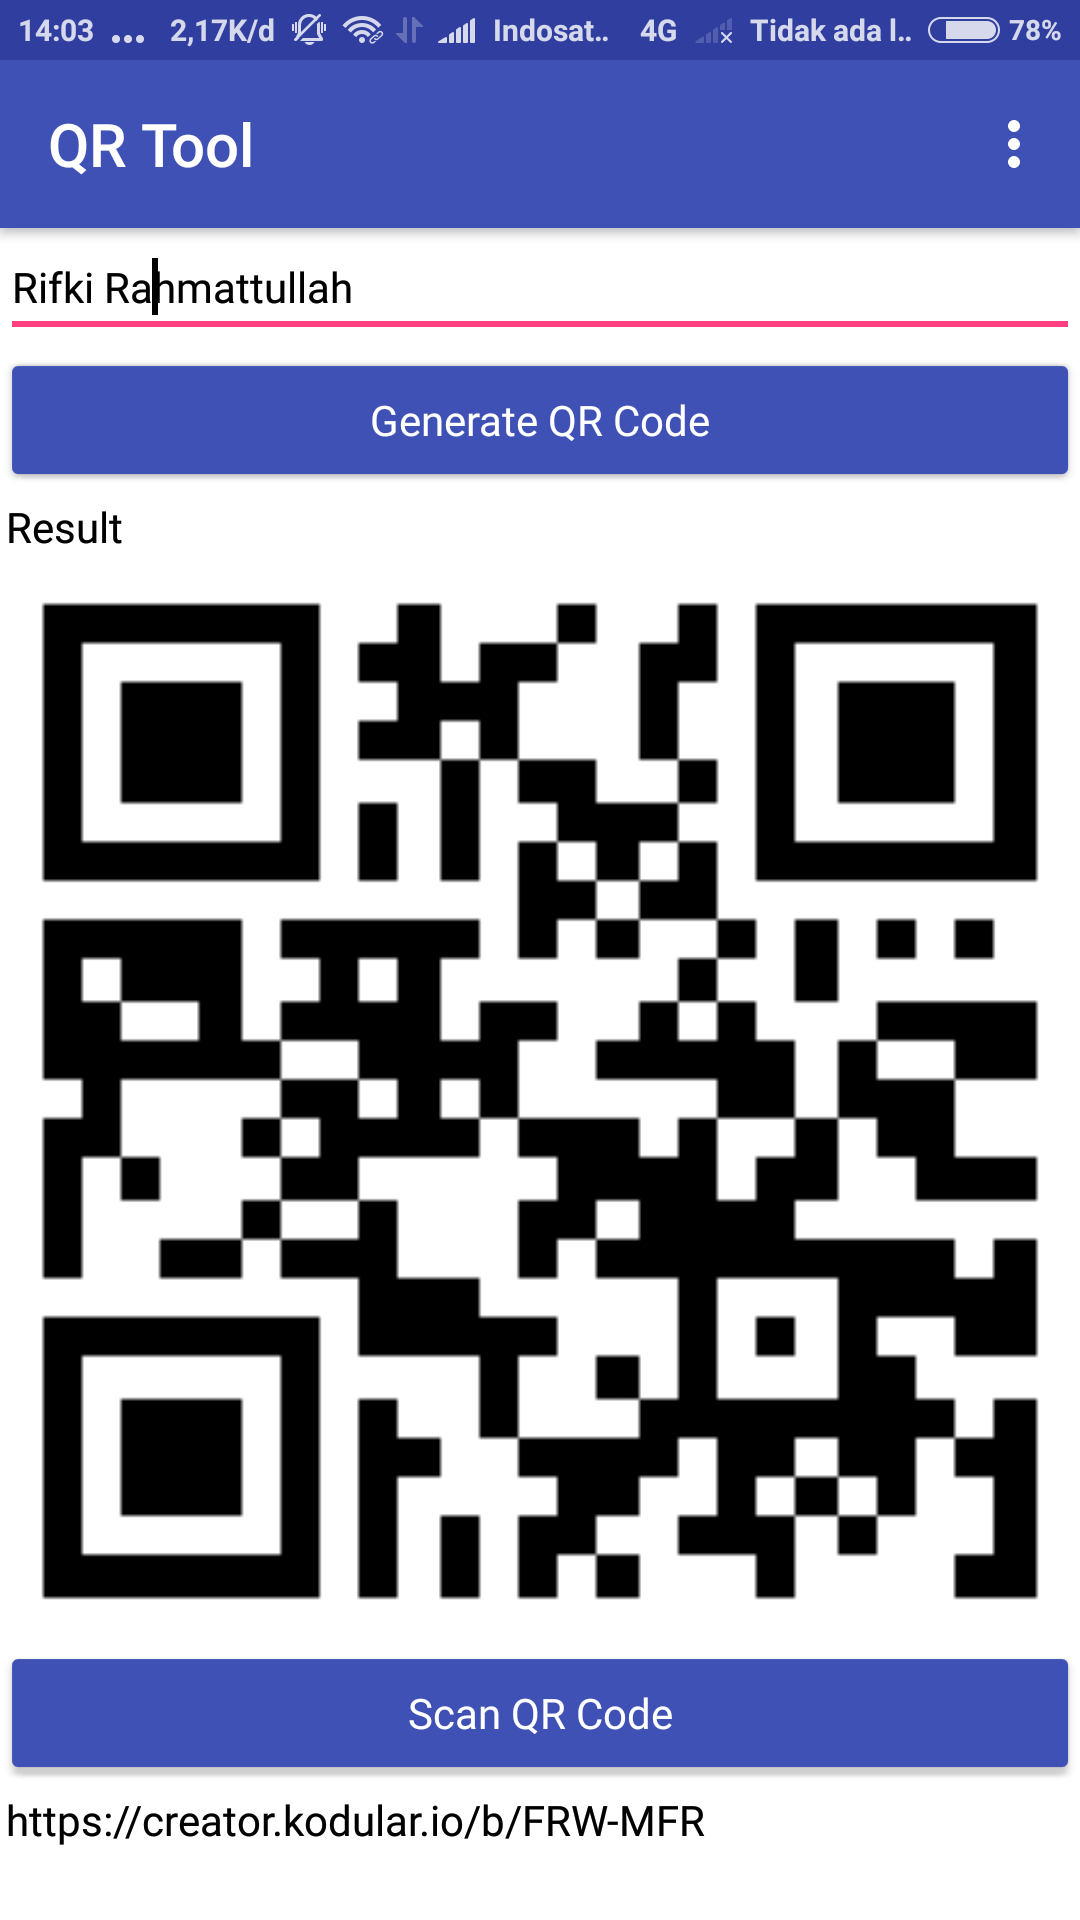 14:03 ... 2,17K/d Indosat.. 4G Tidak ada l.. 78%
QR Tool
Rifki Rahmattullah
Generate QR Code
Result
Scan QR Code
https://creator.kodular.io/b/FRW-MFR